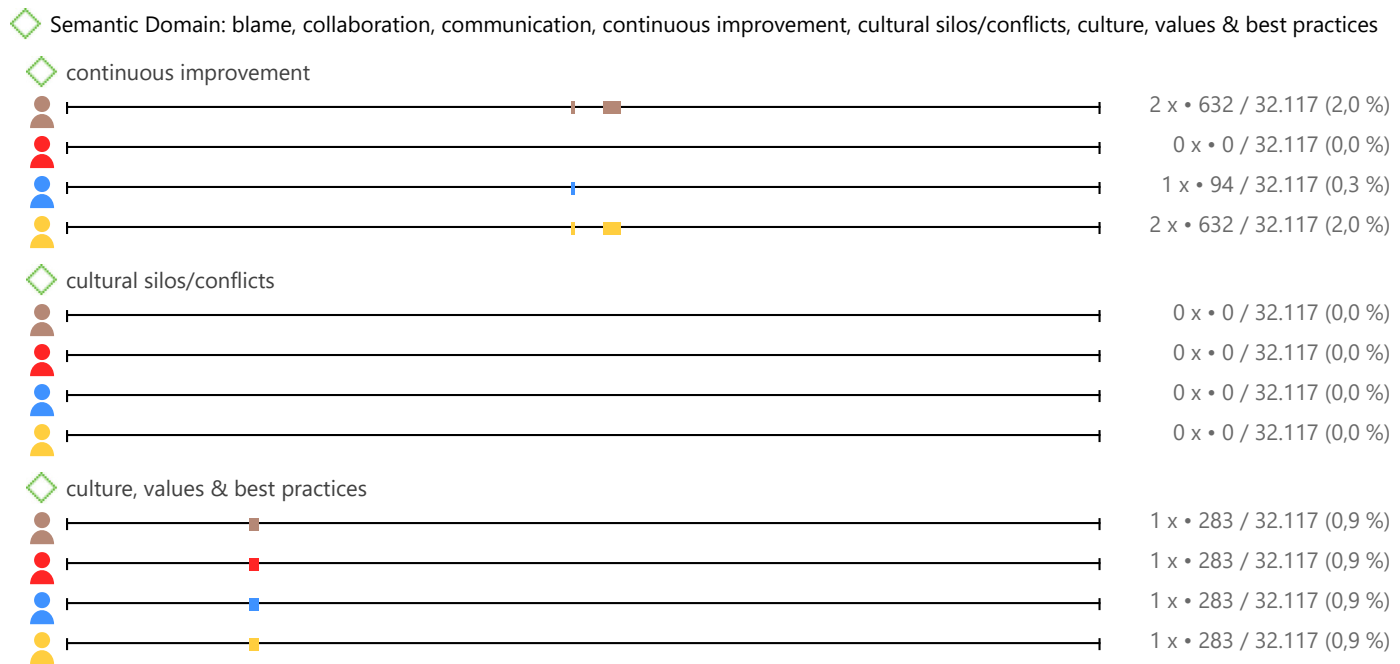 Semantic Domain: blame, collaboration, communication, continuous improvement, cultural silos/conflicts, culture, values & best practices
continuous improvement
2 x • 632 / 32.117 (2,0 %)
0 x • 0 / 32.117 (0,0 %)
1 x • 94 / 32.117 (0,3 %)
2 x • 632 / 32.117 (2,0 %)
cultural silos/conflicts
0 x • 0 / 32.117 (0,0 %)
0 x • 0 / 32.117 (0,0 %)
0 x • 0 / 32.117 (0,0 %)
0 x • 0 / 32.117 (0,0 %)
culture, values & best practices
1 x • 283 / 32.117 (0,9 %)
1 x • 283 / 32.117 (0,9 %)
1 x • 283 / 32.117 (0,9 %)
1 x • 283 / 32.117 (0,9 %)